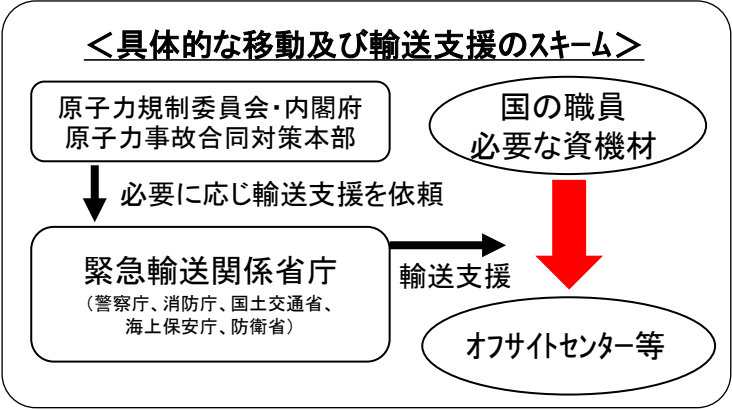 ＜具体的な移動及び輸送支援のスキーム＞
原子力規制委員会・内閣府
原子力事故合同対策本部
国の職員
必要な資機材
必要に応じ輸送支援を依頼
緊急輸送関係省庁
（警察庁、消防庁、国土交通省、
海上保安庁、防衛省）
輸送支援
オフサイトセンター等